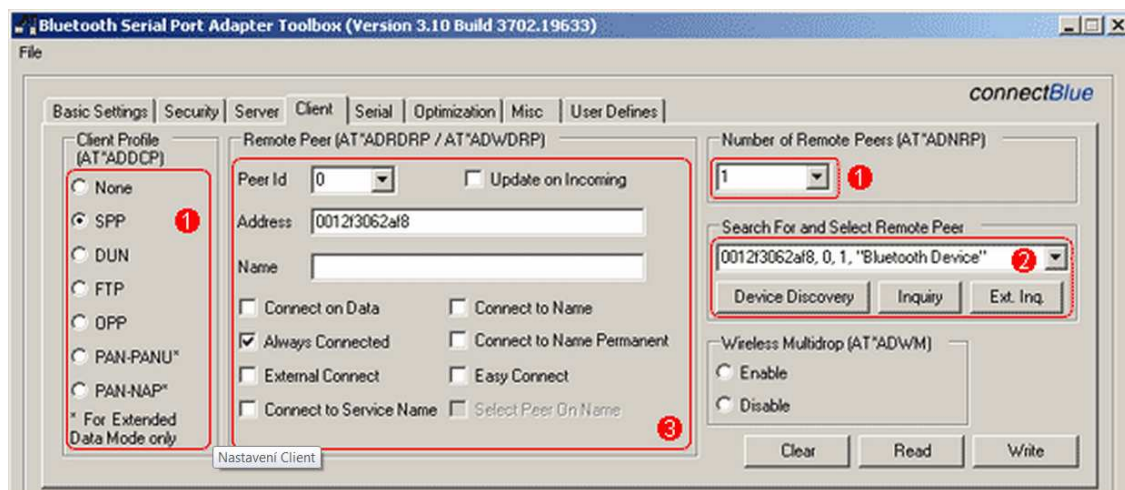 Bluetooth Serial Port Adapter Toolbox (Version 3.10 Build 3702.19633)
File
connectBlue
Basic Settings Security Server Client Serial Optimization Misc User Defines
Client Profile
(AT*ADDCP)
None
SPP
DUN
FTP
OPP
PAN-PANU*
PAN-NAP*
* For Extended
Data Mode only
1
Remote Peer (AT*ADRDRP / AT*ADWDRP)
Peer Id 0 Update on Incoming
Address 0012f3062af8
Name
Connect on Data Connect to Name
Always Connected Connect to Name Permanent
External Connect Easy Connect
Connect to Service Name Select Peer On Name
3
Nastavení Client
Number of Remote Peers (AT*ADNRP)
1 1
Search For and Select Remote Peer
0012f3062af8, 0, 1, "Bluetooth Device" 2
Device Discovery Inquiry Ext. Inq.
Wireless Multidrop (AT*ADWM)
Enable
Disable
Clear Read Write